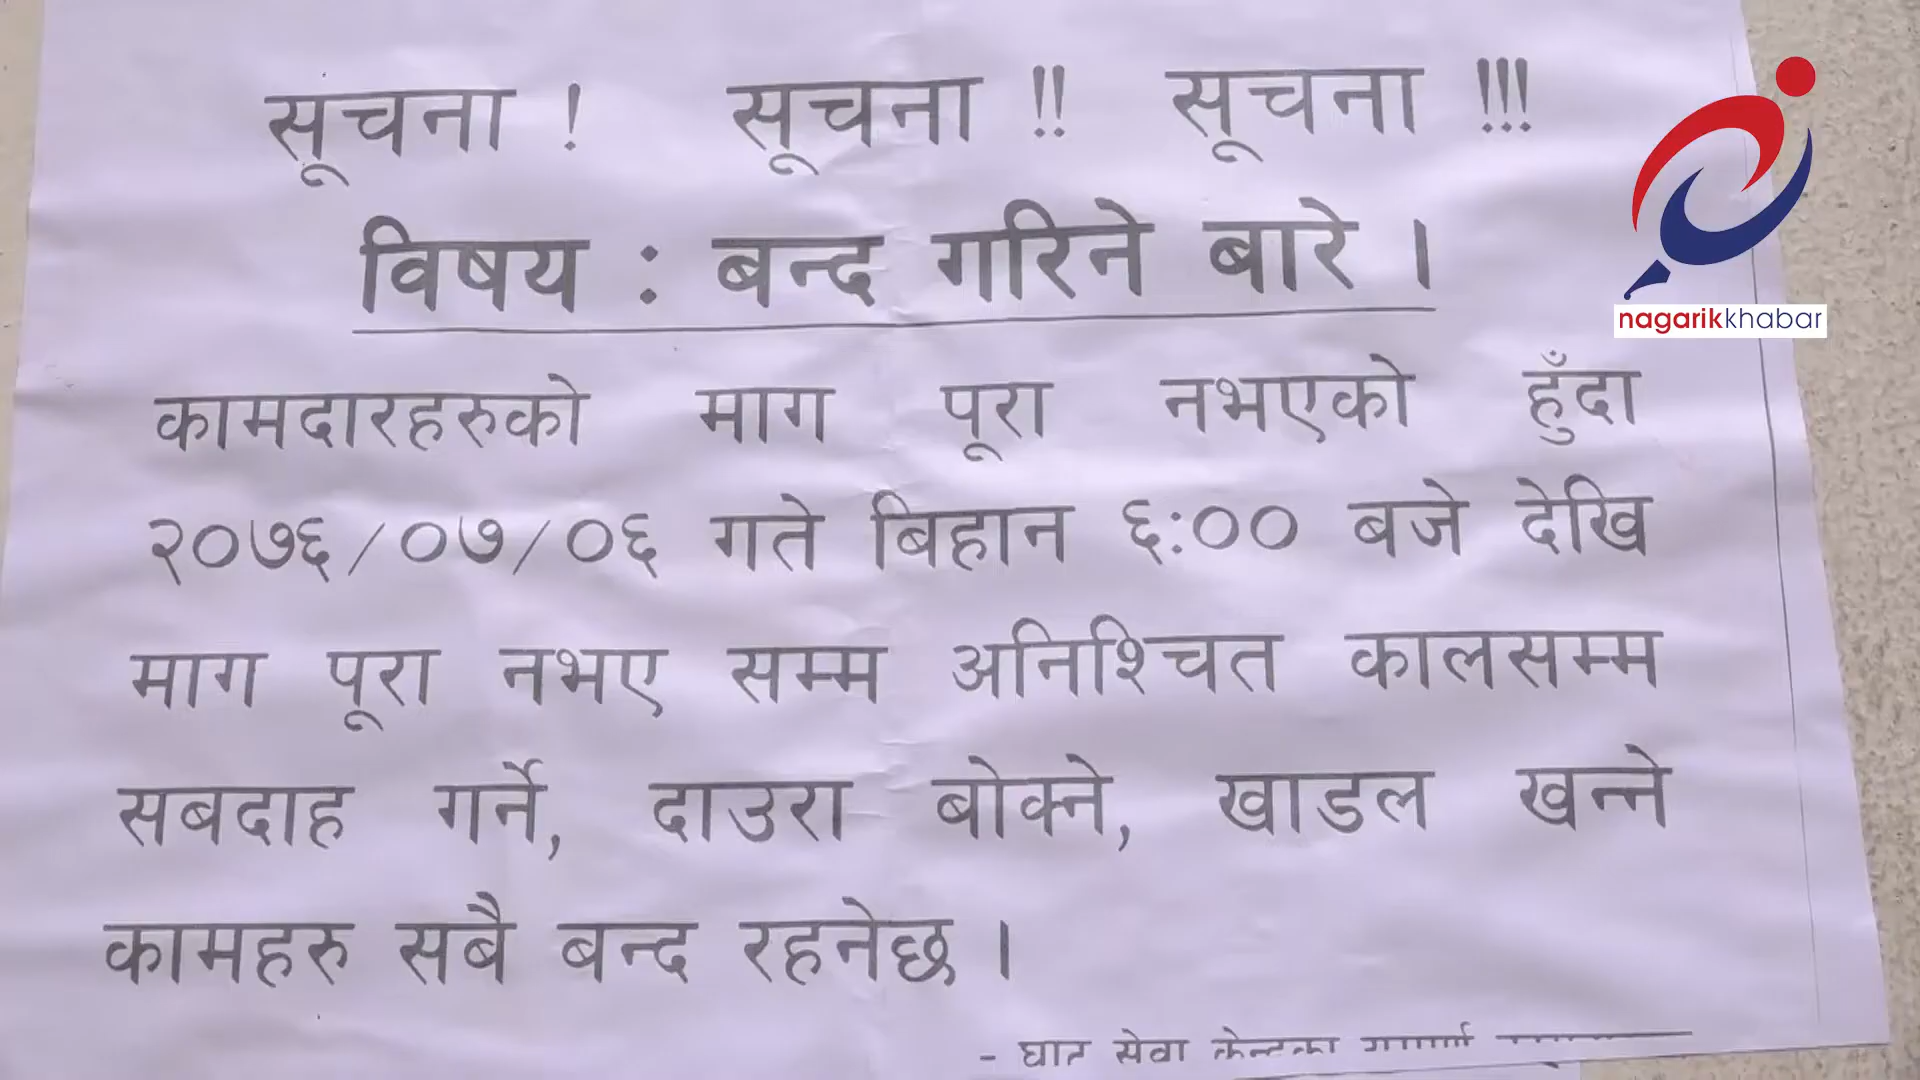 सूचना ! सूचना !! सूचना !!!
विषय : बन्द गरिने बारे ।
nagarikkhabar
कामदारहरुको माग पूरा नभएको हुँदा
२०७६/०७/०६ गते बिहान ६:०० बजे देखि
माग पूरा नभए सम्म अनिश्चित कालसम्म
सबदाह गर्ने, दाउरा बोक्ने, खाडल खन्ने
कामहरु सबै बन्द रहनेछ ।
- घाट सेवा केन्द्रका